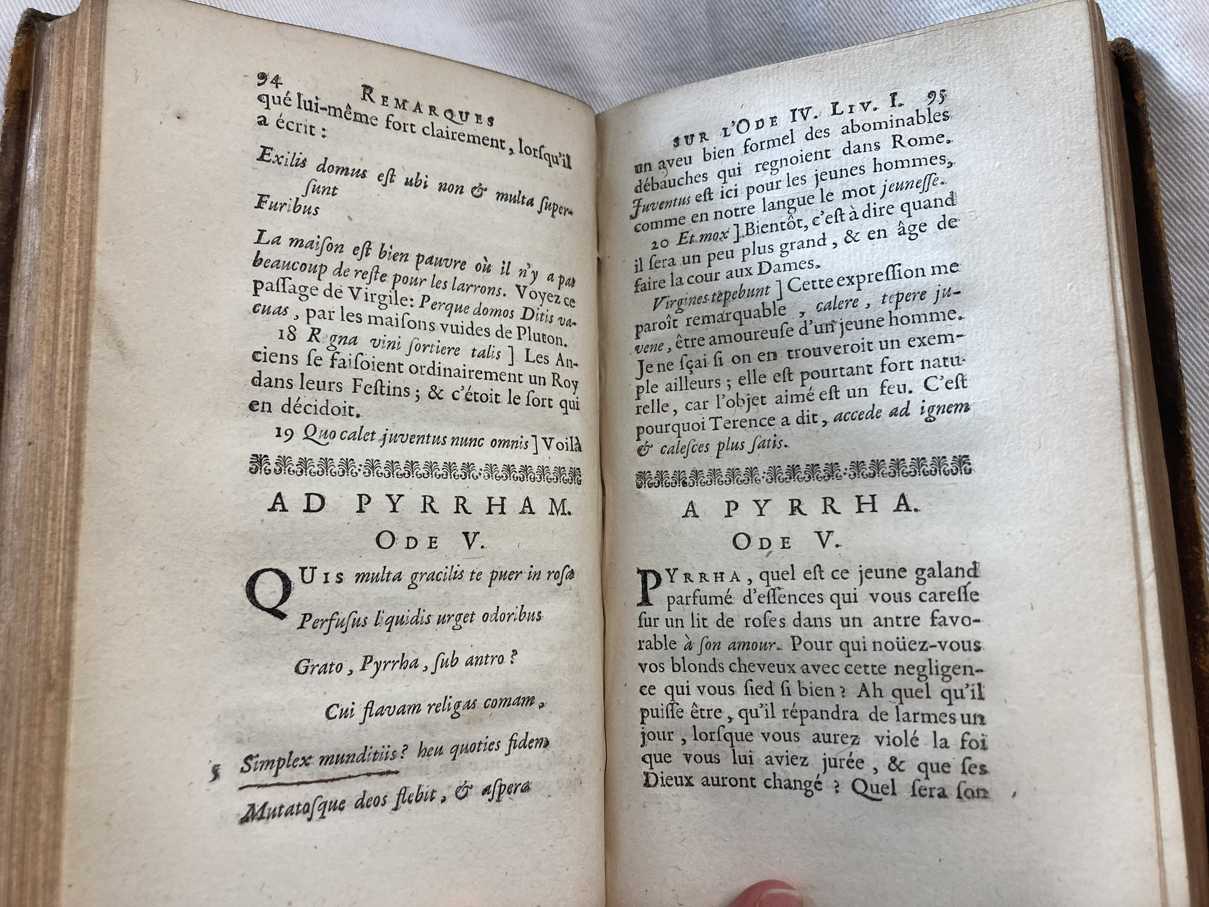 94
REMARQUES
qué lui-même fort clairement, lorſqu'il
a écrit :
Exilis domus eſt ubi non & multa ſuper-
ſunt
Furibus
La maiſon eſt bien pauvre où il n'y a pas
beaucoup de reſte pour les larrons. Voyez ce
paſſage de Virgile: Perque domos Ditis va-
cuas, par les maiſons vuides de Pluton.
18 R gna vini ſortiere talis ] Les An-
ciens ſe faiſoient ordinairement un Roy
dans leurs Feſtins ; & c'étoit le ſort qui
en décidoit.
19 Quo calet juventus nunc omnis ] Voilà
AD PYRRHAM.
ODE V.
QUIS multa gracilis te puer in roſa
Perfuſus liquidis urget odoribus
Grato, Pyrrha, ſub antro ?
Cui flavam religas comam,
5 Simplex munditiis? heu quoties fidem
Mutatoſque deos flebit, & aſpera
SUR L'ODE IV. LIV. I. 95
un aveu bien formel des abominables
débauches qui regnoient dans Rome.
Juventus eſt ici pour les jeunes hommes,
comme en notre langue le mot jeuneſſe.
20 Et mox ] Bientôt, c'eſt à dire quand
il ſera un peu plus grand, & en âge de
faire la cour aux Dames.
Virgines tepebunt ] Cette expreſſion me
paroît remarquable, calere, tepere ju-
vene, être amoureuſe d'un jeune homme.
Je ne ſçai ſi on en trouveroit un exem-
ple ailleurs ; elle eſt pourtant fort natu-
relle, car l'objet aimé eſt un feu. C'eſt
pourquoi Terence a dit, accede ad ignem
& caleſces plus ſatis.
A PYRRHA.
ODE V.
PYRRHA, quel eſt ce jeune galand
parfumé d'eſſences qui vous careſſe
ſur un lit de roſes dans un antre favo-
rable à ſon amour. Pour qui noüez-vous
vos blonds cheveux avec cette negligen-
ce qui vous ſied ſi bien ? Ah quel qu'il
puiſſe être, qu'il répandra de larmes un
jour, lorſque vous aurez violé la foi
que vous lui aviez jurée, & que ſes
Dieux auront changé ? Quel ſera ſon